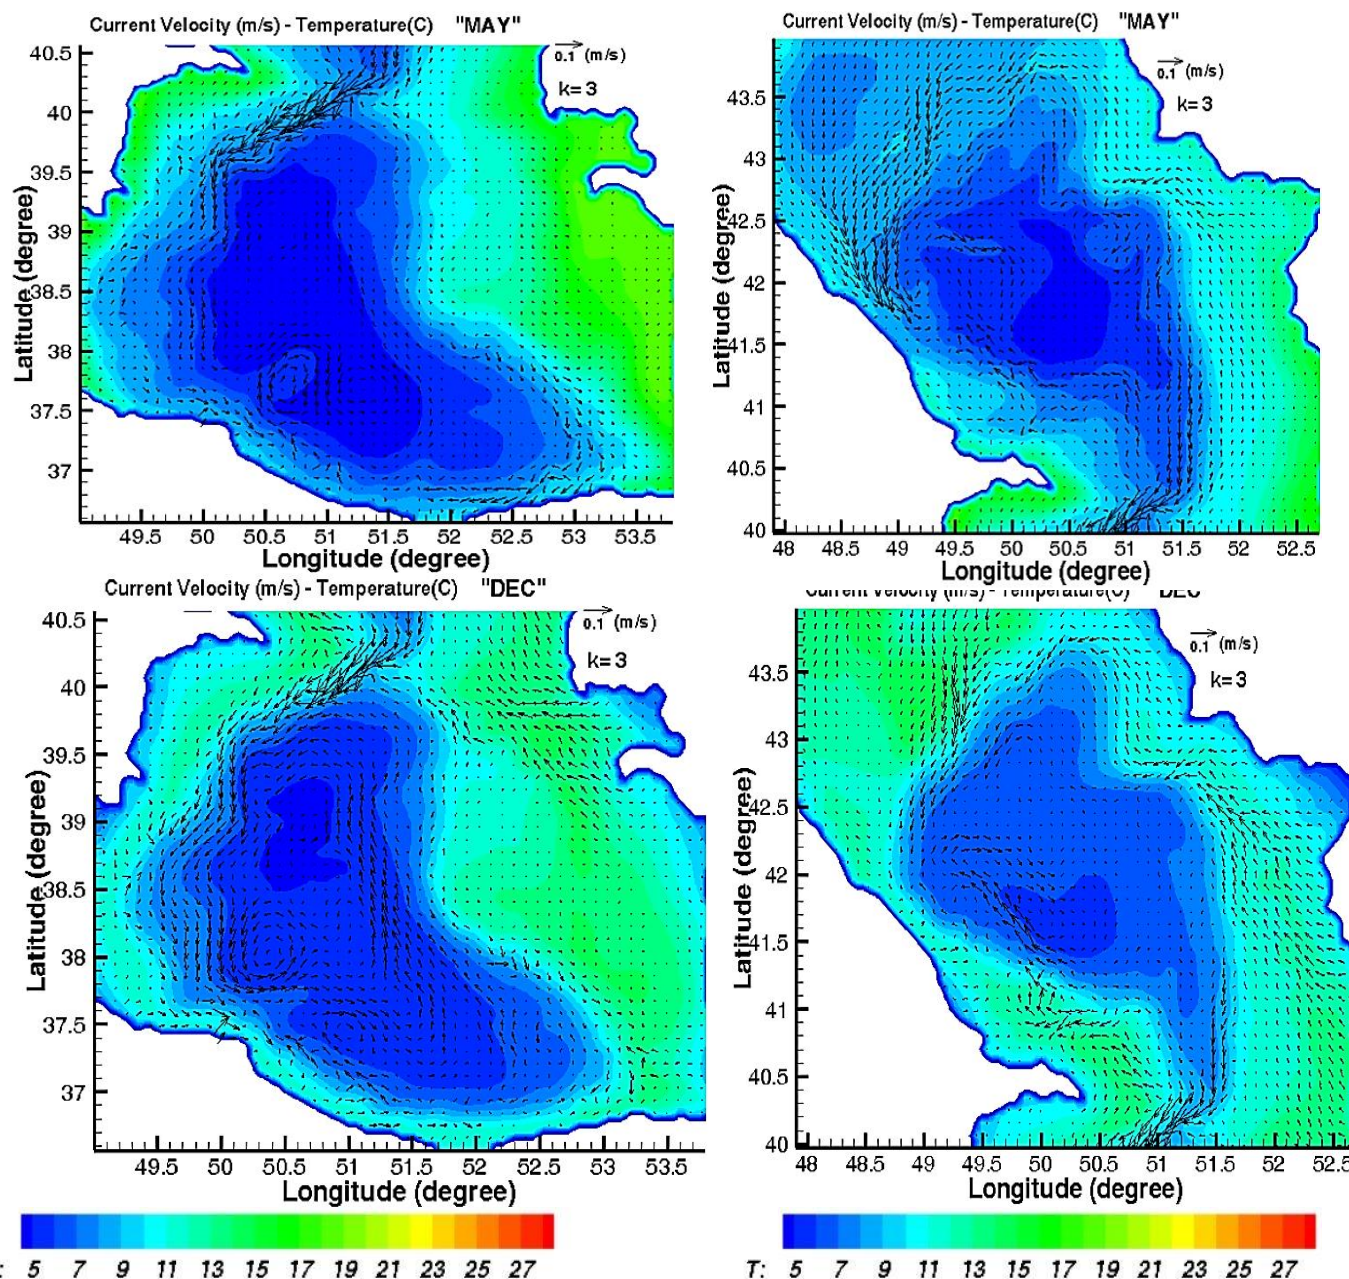 Current Velocity (m/s) - Temperature(C) "MAY"
0.1 (m/s)
k=3
40.5
40
39.5
39
38.5
38
37.5
37
Latitude (degree)
49.5 50 50.5 51 51.5 52 52.5 53 53.5
Longitude (degree)
Current Velocity (m/s) - Temperature(C) "MAY"
0.1 (m/s)
k=3
43.5
43
42.5
42
41.5
41
40.5
40
Latitude (degree)
48 48.5 49 49.5 50 50.5 51 51.5 52 52.5
Longitude (degree)
Current Velocity (m/s) - Temperature(C) "DEC"
0.1 (m/s)
k=3
40.5
40
39.5
39
38.5
38
37.5
37
Latitude (degree)
49.5 50 50.5 51 51.5 52 52.5 53 53.5
Longitude (degree)
Current Velocity (m/s) - Temperature(C) "DEC"
0.1 (m/s)
k=3
43.5
43
42.5
42
41.5
41
40.5
40
Latitude (degree)
48 48.5 49 49.5 50 50.5 51 51.5 52 52.5
Longitude (degree)
: 5 7 9 11 13 15 17 19 21 23 25 27
T: 5 7 9 11 13 15 17 19 21 23 25 27